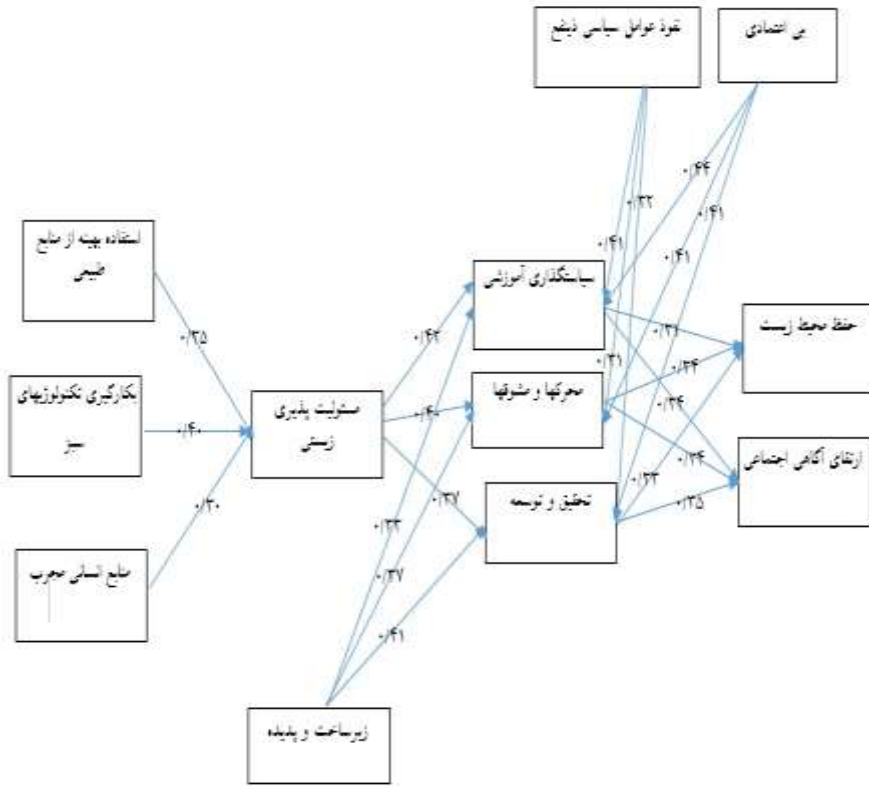 نفوذ عوامل سیاسی ذینفع
بی اعتمادی
۰/۴۴
۰/۳۲
۰/۴۱
۰/۴۱
۰/۴۱
استفاده بهینه از منابع
طبیعی
سیاستگذاری آموزشی
۰/۳۵
۰/۴۲
۰/۳۱
۰/۳۱
حفظ محیط زیست
۰/۳۴
بکارگیری تکنولوژیهای
سبز
۰/۴۰
مسئولیت پذیری
زیستی
۰/۴۰
محرکها و مشوقها
۰/۳۴
۰/۳۴
ارتقای آگاهی اجتماعی
۰/۳۰
۰/۳۷
تحقیق و توسعه
۰/۳۳
۰/۳۵
۰/۳۳
منابع انسانی مجرب
۰/۳۷
۰/۴۱
زیرساخت و پدیده